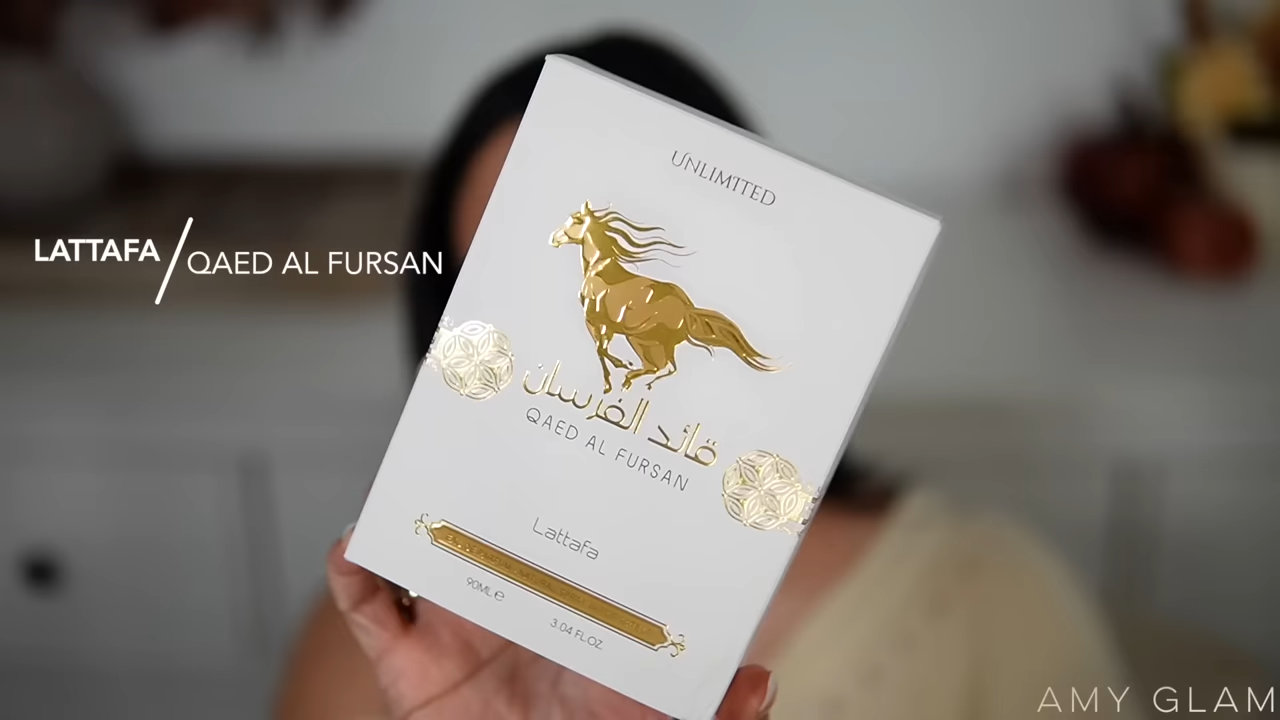 LATTAFA/QAED AL FURSAN
UNLIMITED
قائد الفرسان
QAED AL FURSAN
Lattafa
90ML e
3.04 FL.OZ
AMY GLAM